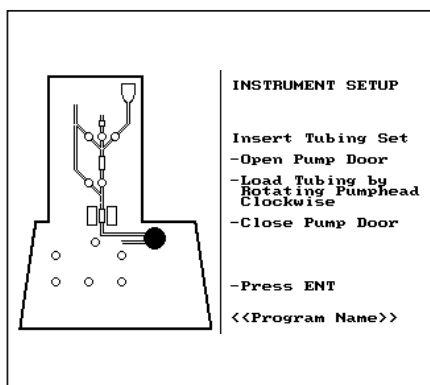 INSTRUMENT SETUP
Insert Tubing Set
-Open Pump Door
-Load Tubing by
Rotating Pumphead
Clockwise
-Close Pump Door
-Press ENT
<<Program Name>>